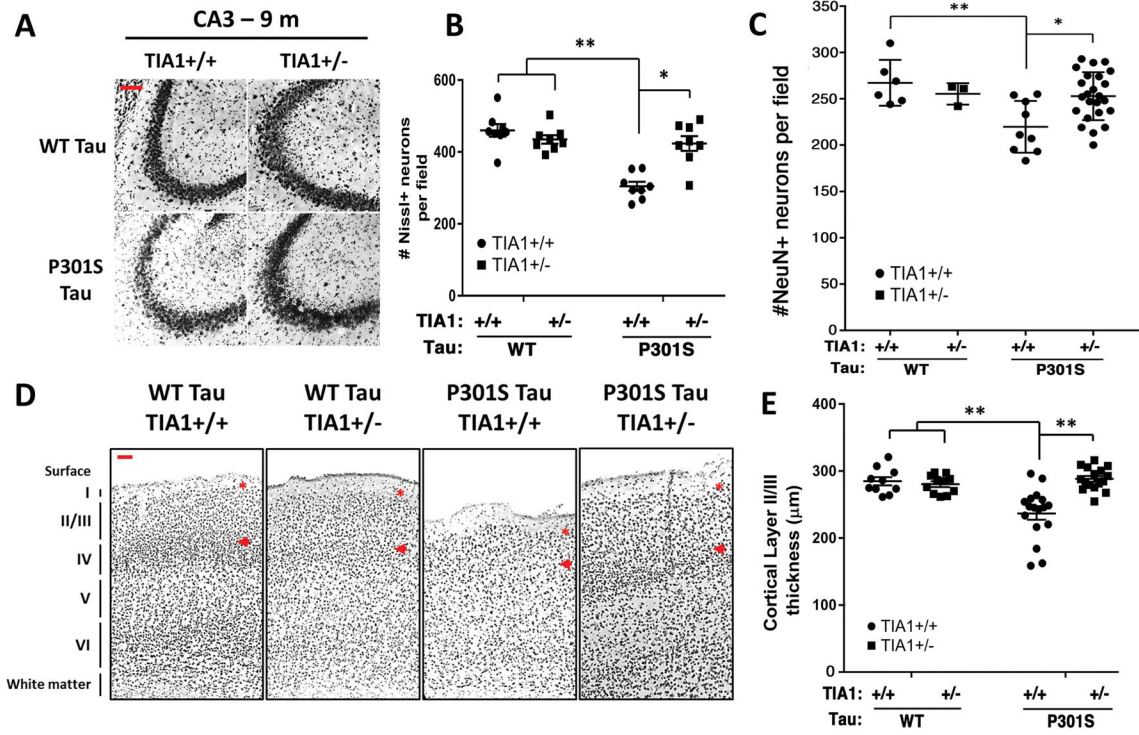 A
CA3 – 9 m
TIA1+/+ TIA1+/-
WT Tau
P301S
Tau
B
**
*
600
400
200
0
# Nissl+ neurons
per field
TIA1+/+
TIA1+/-
TIA1: +/+ +/- +/+ +/-
Tau: WT P301S
C
**
*
350
300
250
200
150
100
50
0
#NeuN+ neurons per field
TIA1+/+
TIA1+/-
TIA1: +/+ +/- +/+ +/-
Tau: WT P301S
D
WT Tau WT Tau P301S Tau P301S Tau
TIA1+/+ TIA1+/- TIA1+/+ TIA1+/-
Surface
I
II/III
IV
V
VI
White matter
* * * *
E
**
**
400
300
200
100
0
Cortical Layer II/III
thickness (μm)
TIA1+/+
TIA1+/-
TIA1: +/+ +/- +/+ +/-
Tau: WT P301S